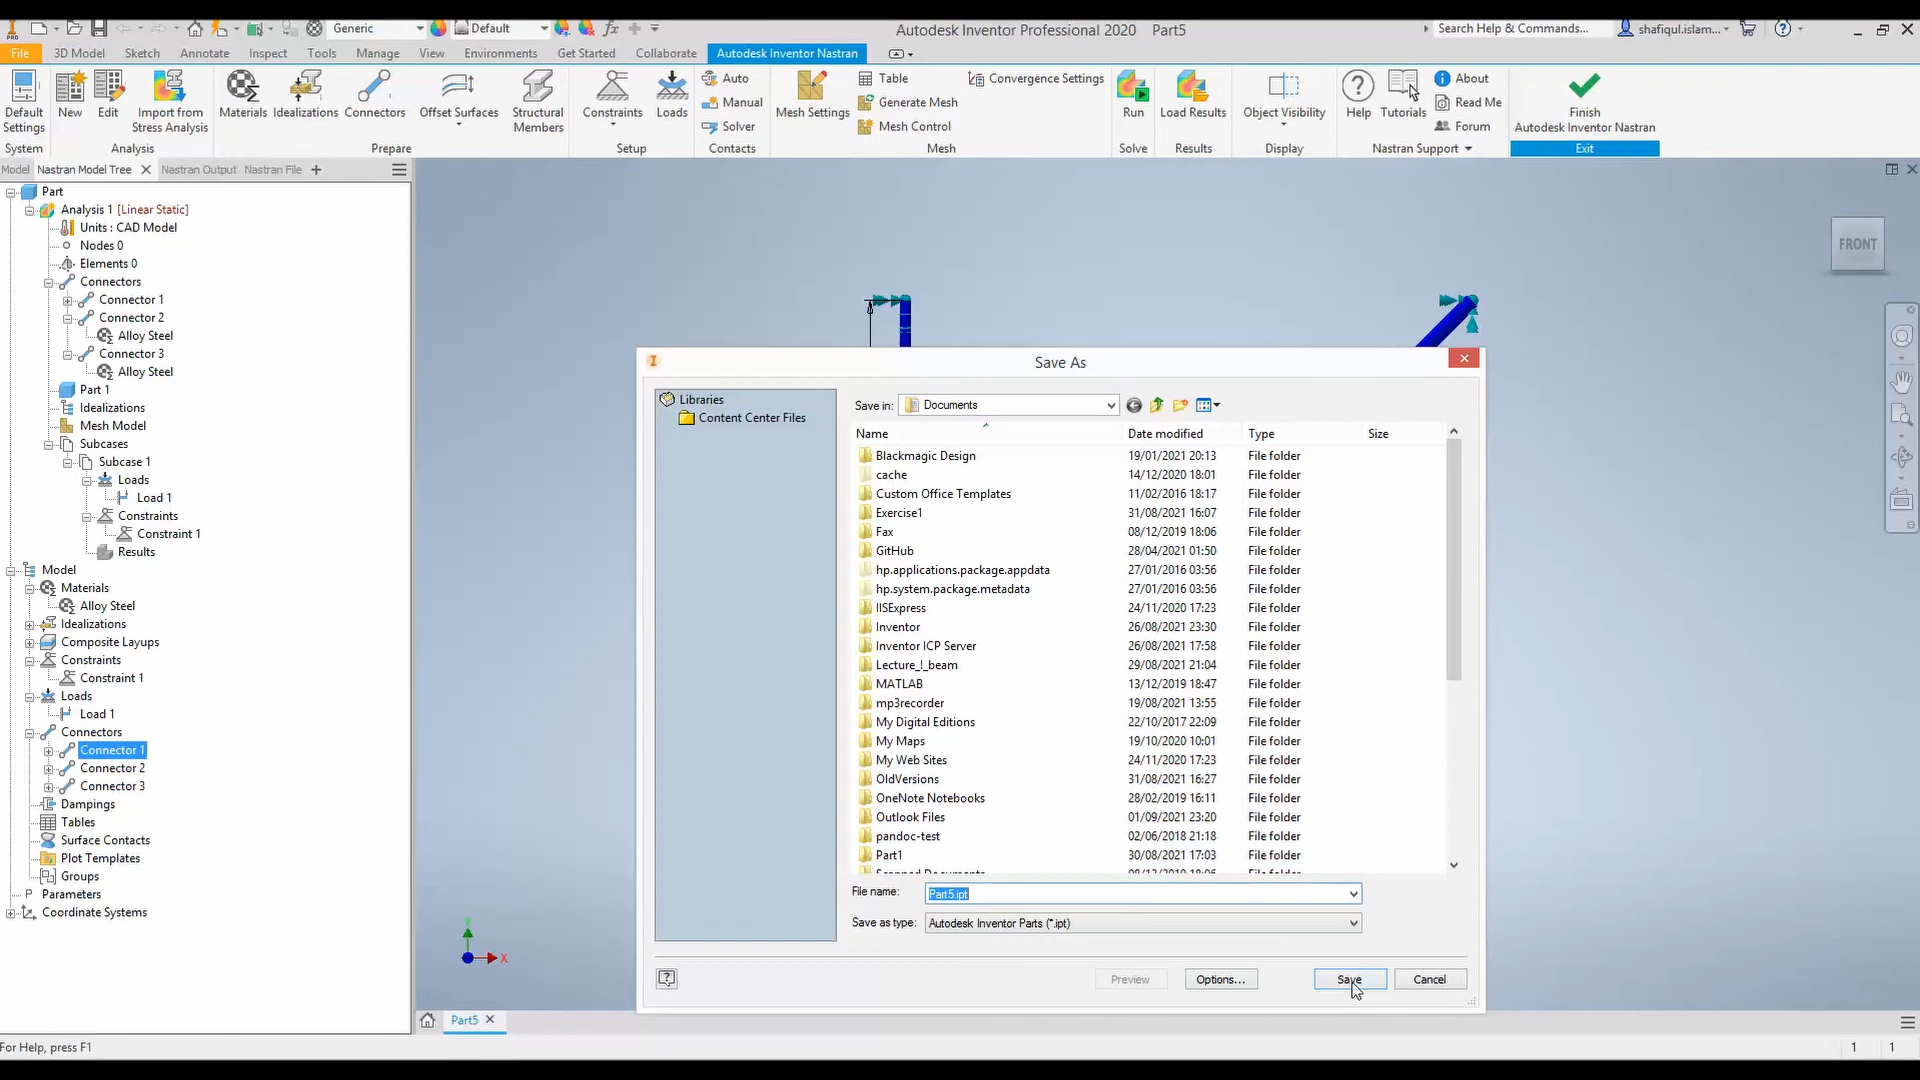 PRO
Generic
Default
fx
Autodesk Inventor Professional 2020 Part5
Search Help & Commands...
shafiqul.islam...
File 3D Model Sketch Annotate Inspect Tools Manage View Environments Get Started Collaborate Autodesk Inventor Nastran
Default Settings
New
Edit
Import from Stress Analysis
Materials
Idealizations
Connectors
Offset Surfaces
Structural Members
Constraints
Loads
Auto
Manual
Solver
Mesh Settings
Table
Generate Mesh
Mesh Control
Convergence Settings
Run
Load Results
Object Visibility
Help
Tutorials
About
Read Me
Forum
Finish
Autodesk Inventor Nastran
System Analysis Prepare Setup Contacts Mesh Solve Results Display Nastran Support Exit
Model Nastran Model Tree Nastran Output Nastran File
Part
Analysis 1 [Linear Static]
Units : CAD Model
Nodes 0
Elements 0
Connectors
Connector 1
Connector 2
Alloy Steel
Connector 3
Alloy Steel
Part 1
Idealizations
Mesh Model
Subcases
Subcase 1
Loads
Load 1
Constraints
Constraint 1
Results
Model
Materials
Alloy Steel
Idealizations
Composite Layups
Constraints
Constraint 1
Loads
Load 1
Connectors
Connector 1
Connector 2
Connector 3
Dampings
Tables
Surface Contacts
Plot Templates
Groups
Parameters
Coordinate Systems
FRONT
Save As
Libraries
Content Center Files
Save in: Documents
Name Date modified Type Size
Blackmagic Design 19/01/2021 20:13 File folder
cache 14/12/2020 18:01 File folder
Custom Office Templates 11/02/2016 18:17 File folder
Exercise1 31/08/2021 16:07 File folder
Fax 08/12/2019 18:06 File folder
GitHub 28/04/2021 01:50 File folder
hp.applications.package.appdata 27/01/2016 03:56 File folder
hp.system.package.metadata 27/01/2016 03:56 File folder
IISExpress 24/11/2020 17:23 File folder
Inventor 26/08/2021 23:30 File folder
Inventor ICP Server 26/08/2021 17:58 File folder
Lecture_!_beam 29/08/2021 21:04 File folder
MATLAB 13/12/2019 18:47 File folder
mp3recorder 19/08/2021 13:55 File folder
My Digital Editions 22/10/2017 22:09 File folder
My Maps 19/10/2020 10:01 File folder
My Web Sites 24/11/2020 17:23 File folder
OldVersions 31/08/2021 16:27 File folder
OneNote Notebooks 28/02/2019 16:11 File folder
Outlook Files 01/09/2021 23:20 File folder
pandoc-test 02/06/2018 21:18 File folder
Part1 30/08/2021 17:03 File folder
File name: Part5.ipt
Save as type: Autodesk Inventor Parts (*.ipt)
Preview Options... Save Cancel
Y
X
Part5
For Help, press F1
1 1